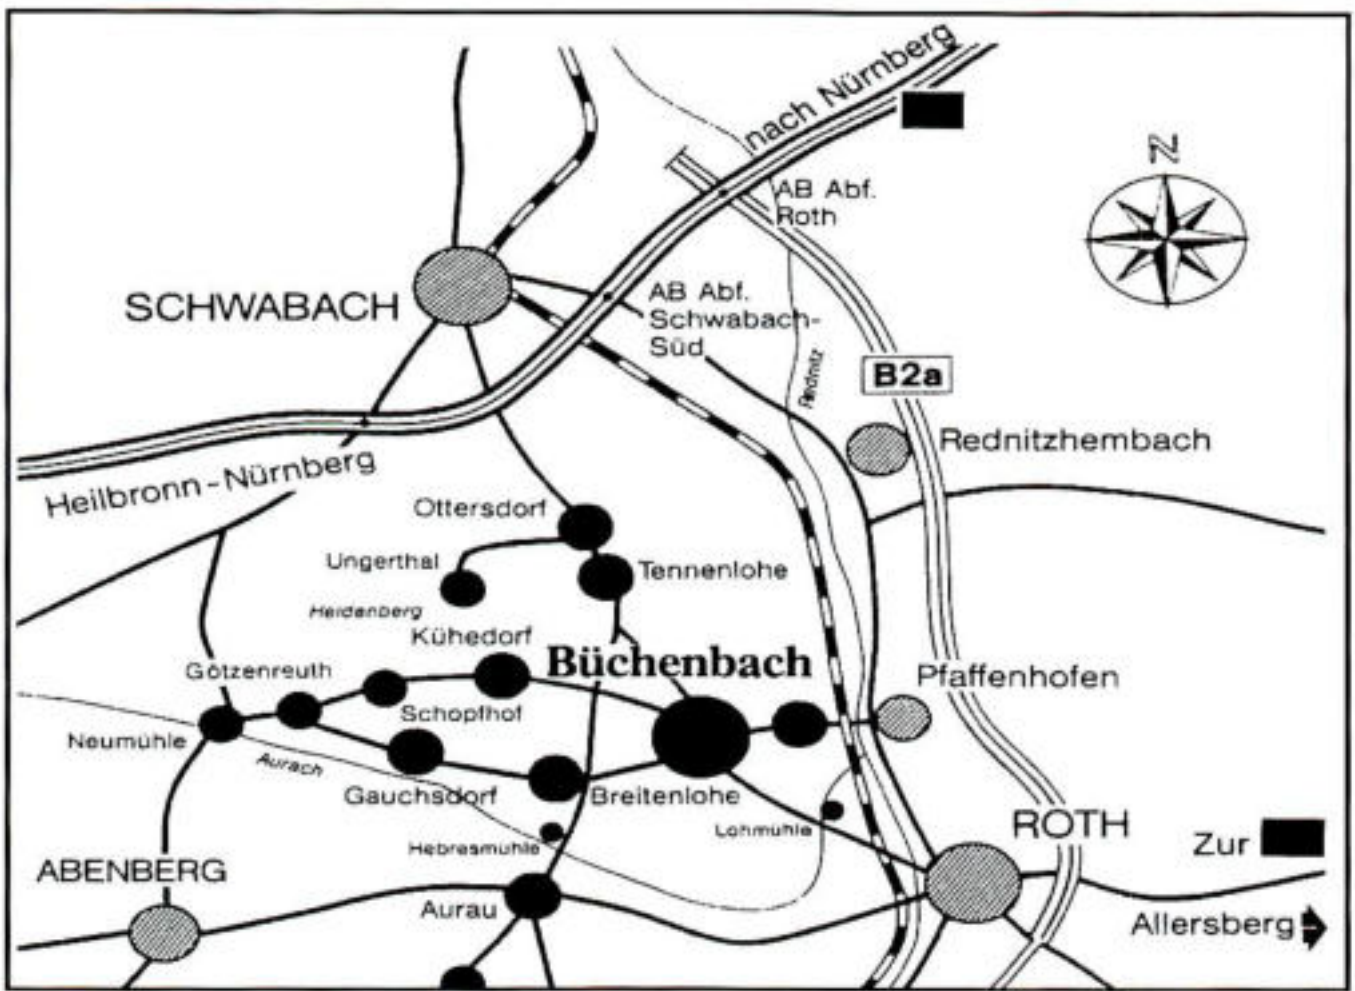 nach Nürnberg
N
AB Abf.
Roth
SCHWABACH
AB Abf.
Schwabach-
Süd
Rednitz
B2a
Rednitzhembach
Heilbronn-Nürnberg
Ottersdorf
Ungerthal
Tennenlohe
Heidenberg
Kühedorf
Büchenbach
Götzenreuth
Pfaffenhofen
Schopfhof
Neumühle
Aurach
Gauchsdorf
Breitenlohe
Lohmühle
ROTH
Hebresmühle
Zur
ABENBERG
Aurau
Allersberg